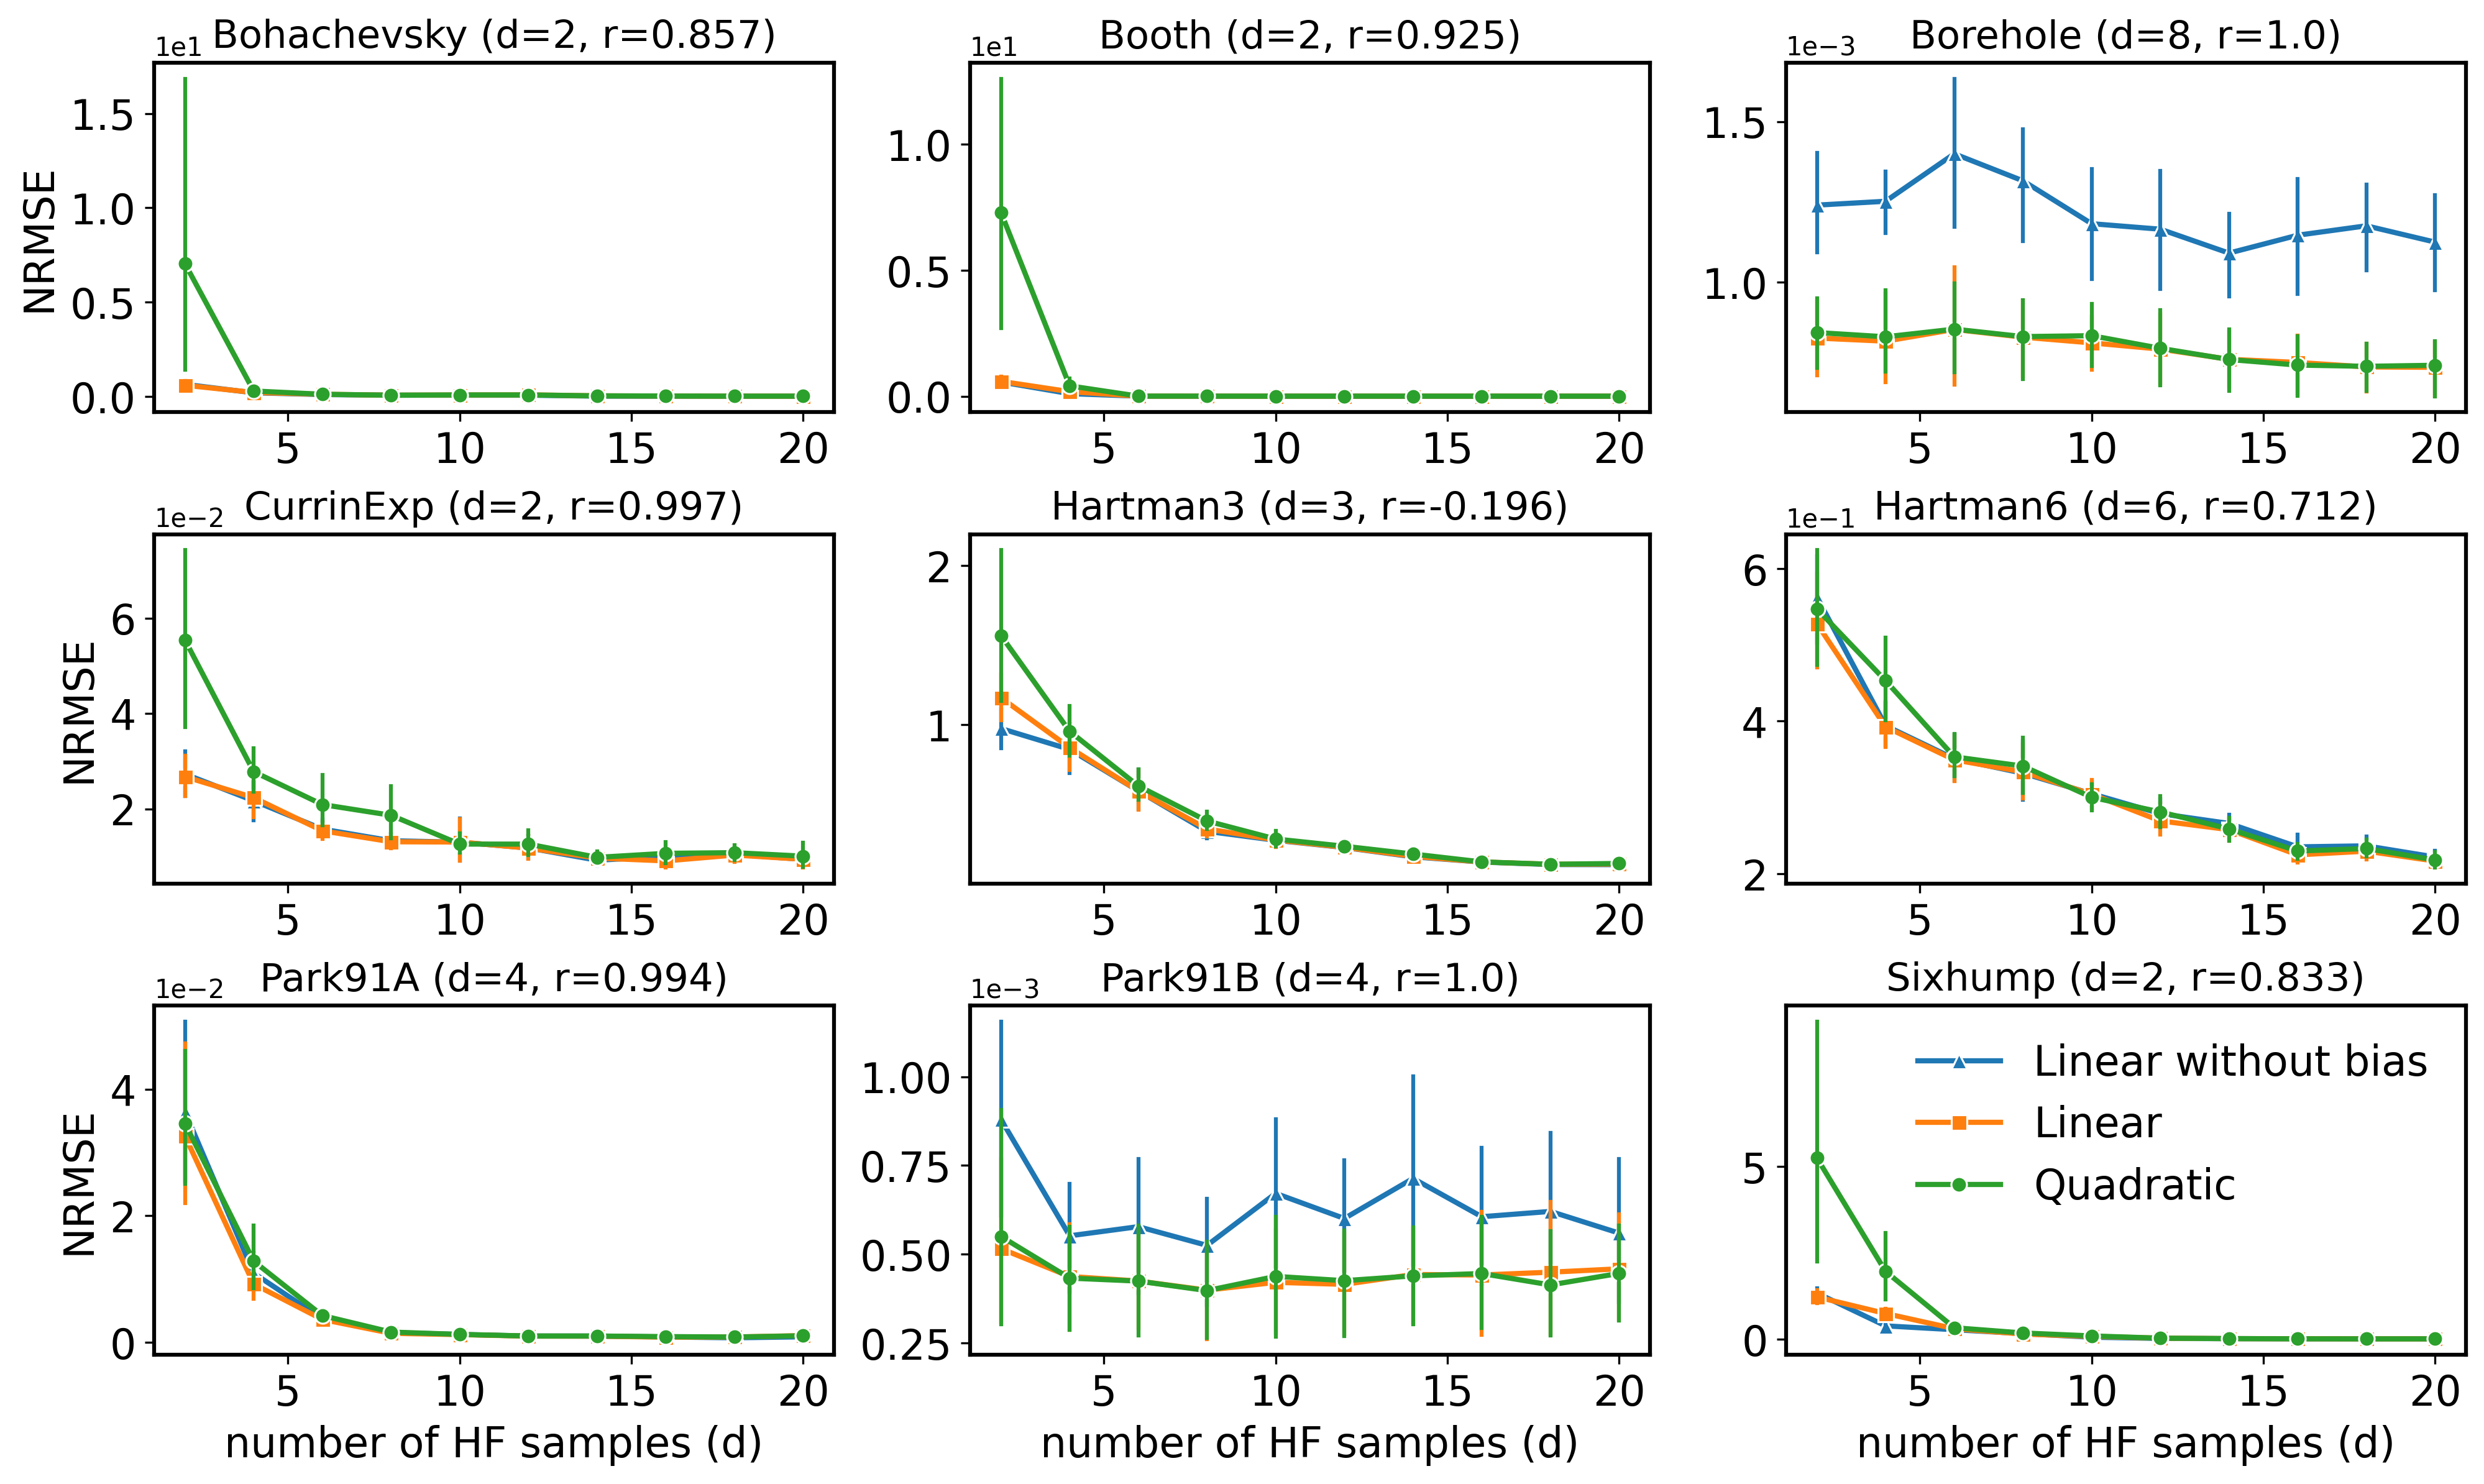 Bohachevsky (d=2, r=0.857)
1e1
NRMSE
1.5
1.0
0.5
0.0
5 10 15 20
Booth (d=2, r=0.925)
1e1
1.0
0.5
0.0
5 10 15 20
Borehole (d=8, r=1.0)
1e−3
1.5
1.0
5 10 15 20
CurrinExp (d=2, r=0.997)
1e−2
NRMSE
6
4
2
5 10 15 20
Hartman3 (d=3, r=-0.196)
2
1
5 10 15 20
Hartman6 (d=6, r=0.712)
1e−1
6
4
2
5 10 15 20
Park91A (d=4, r=0.994)
1e−2
NRMSE
4
2
0
5 10 15 20
number of HF samples (d)
Park91B (d=4, r=1.0)
1e−3
1.00
0.75
0.50
0.25
5 10 15 20
number of HF samples (d)
Sixhump (d=2, r=0.833)
Linear without bias
Linear
Quadratic
5
0
5 10 15 20
number of HF samples (d)